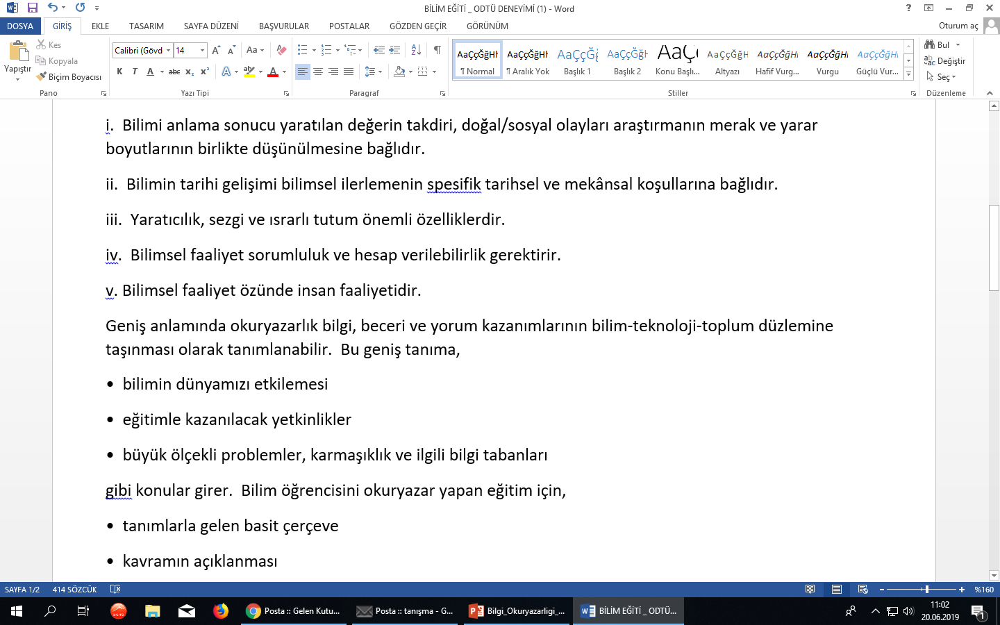 BİLİM EĞİTİ _ ODTÜ DENEYİMİ (1) - Word
DOSYA GİRİŞ EKLE TASARIM SAYFA DÜZENİ BAŞVURULAR POSTALAR GÖZDEN GEÇİR GÖRÜNÜM Oturum aç
Yapıştır
Kes
Kopyala
Biçim Boyacısı
Pano
Calibri (Gövd 14
K T A abc x₂ x² A aby A
Yazı Tipi
Paragraf
AaÇçĞğHł AaÇçĞğHł AaÇçĞğ AaÇçĞğH AaÇç AaÇçĞğH AaÇçĞğHı AaÇçĞğHı AaÇçĞğHı
¶ Normal ¶ Aralık Yok Başlık 1 Başlık 2 Konu Başlı... Altyazı Hafif Vurg... Vurgu Güçlü Vur...
Stiller
Bul
Değiştir
Seç
Düzenleme
i. Bilimi anlama sonucu yaratılan değerin takdiri, doğal/sosyal olayları araştırmanın merak ve yarar
boyutlarının birlikte düşünülmesine bağlıdır.
ii. Bilimin tarihi gelişimi bilimsel ilerlemenin spesifik tarihsel ve mekânsal koşullarına bağlıdır.
iii. Yaratıcılık, sezgi ve ısrarlı tutum önemli özelliklerdir.
iv. Bilimsel faaliyet sorumluluk ve hesap verilebilirlik gerektirir.
v. Bilimsel faaliyet özünde insan faaliyetidir.
Geniş anlamında okuryazarlık bilgi, beceri ve yorum kazanımlarının bilim-teknoloji-toplum düzlemine
taşınması olarak tanımlanabilir. Bu geniş tanıma,
• bilimin dünyamızı etkilemesi
• eğitimle kazanılacak yetkinlikler
• büyük ölçekli problemler, karmaşıklık ve ilgili bilgi tabanları
gibi konular girer. Bilim öğrencisini okuryazar yapan eğitim için,
• tanımlarla gelen basit çerçeve
• kavramın açıklanması
SAYFA 1/2 414 SÖZCÜK %160
Posta :: Gelen Kutu... Posta :: tanışma - G... Bilgi_Okuryazarligi_... BİLİM EĞİTİ _ ODTÜ...
11:02
20.06.2019
1